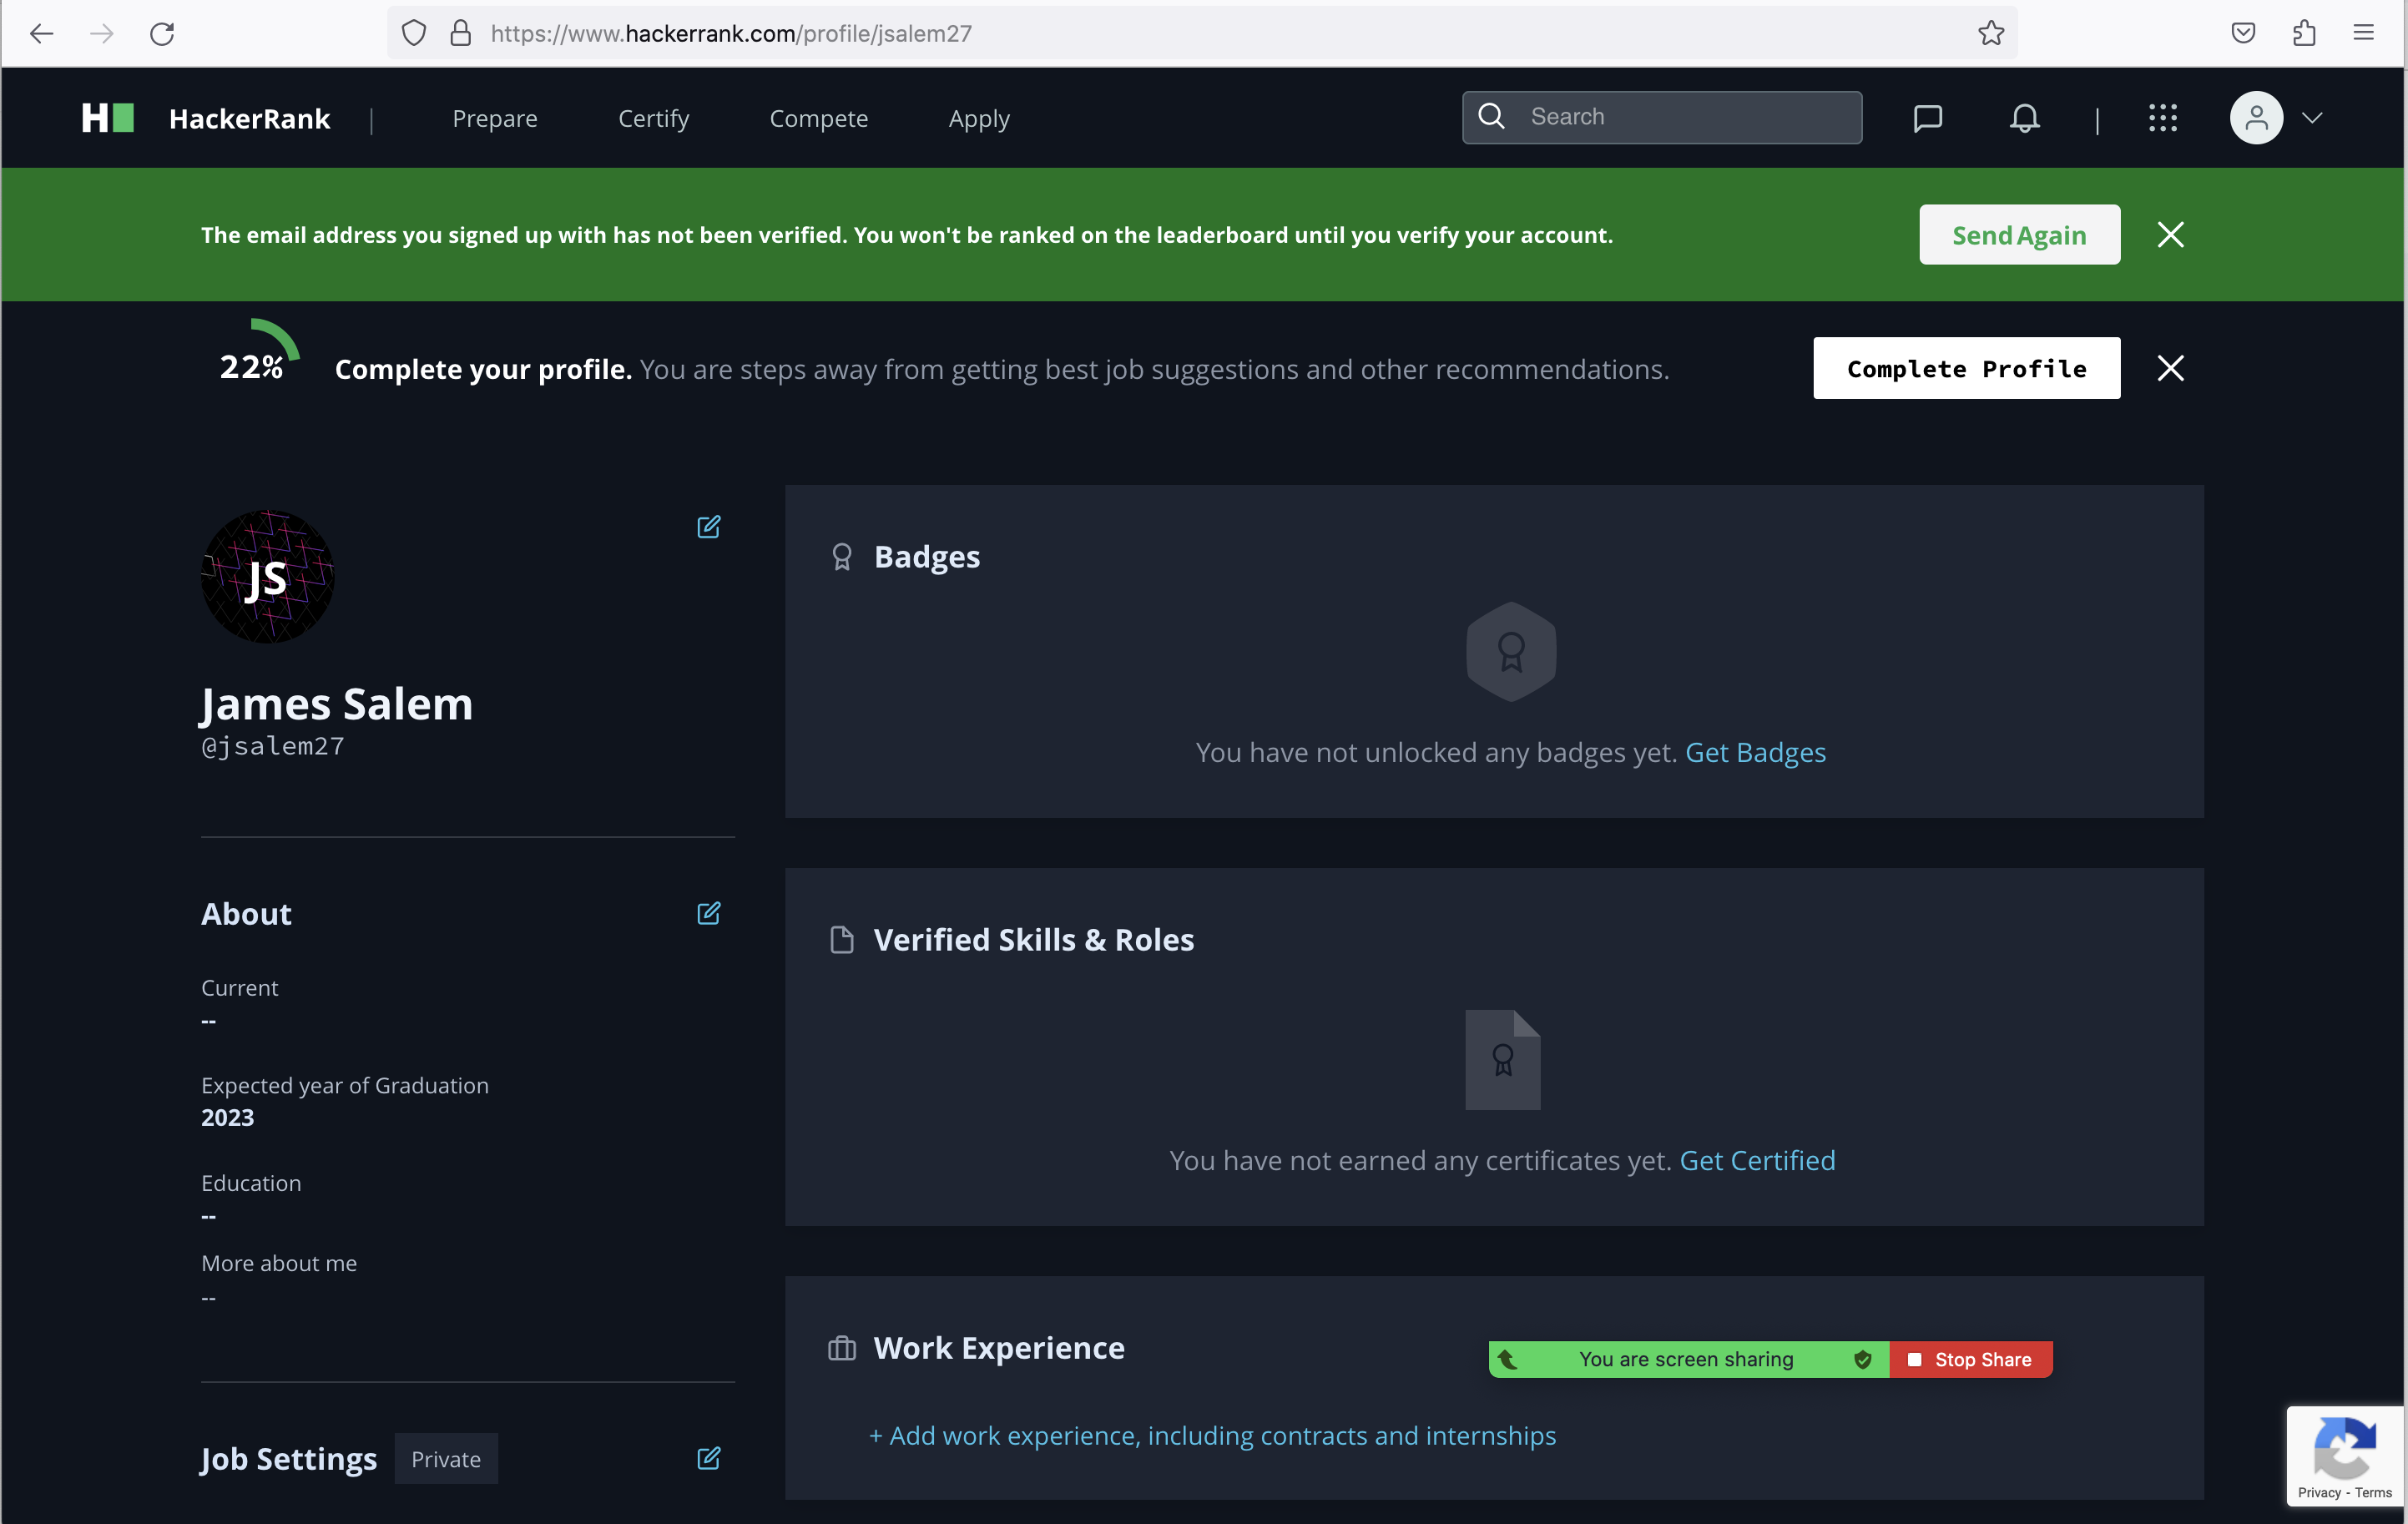 https://www.hackerrank.com/profile/jsalem27
H
HackerRank | Prepare Certify Compete Apply Search |
The email address you signed up with has not been verified. You won't be ranked on the leaderboard until you verify your account. Send Again
22% Complete your profile. You are steps away from getting best job suggestions and other recommendations. Complete Profile
JS
James Salem
@jsalem27
About
Current
--
Expected year of Graduation
2023
Education
--
More about me
--
Job Settings Private
Badges
You have not unlocked any badges yet. Get Badges
Verified Skills & Roles
You have not earned any certificates yet. Get Certified
Work Experience
You are screen sharing Stop Share
+ Add work experience, including contracts and internships
Privacy - Terms